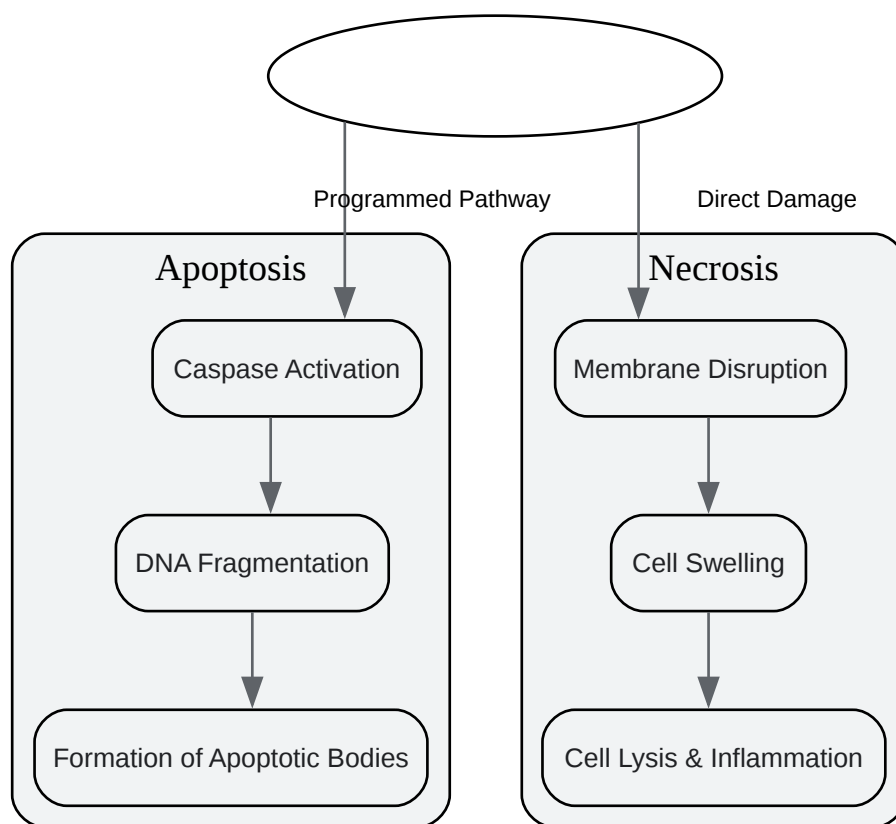 Programmed Pathway
Direct Damage
Apoptosis
Necrosis
Caspase Activation
Membrane Disruption
DNA Fragmentation
Cell Swelling
Formation of Apoptotic Bodies
Cell Lysis & Inflammation